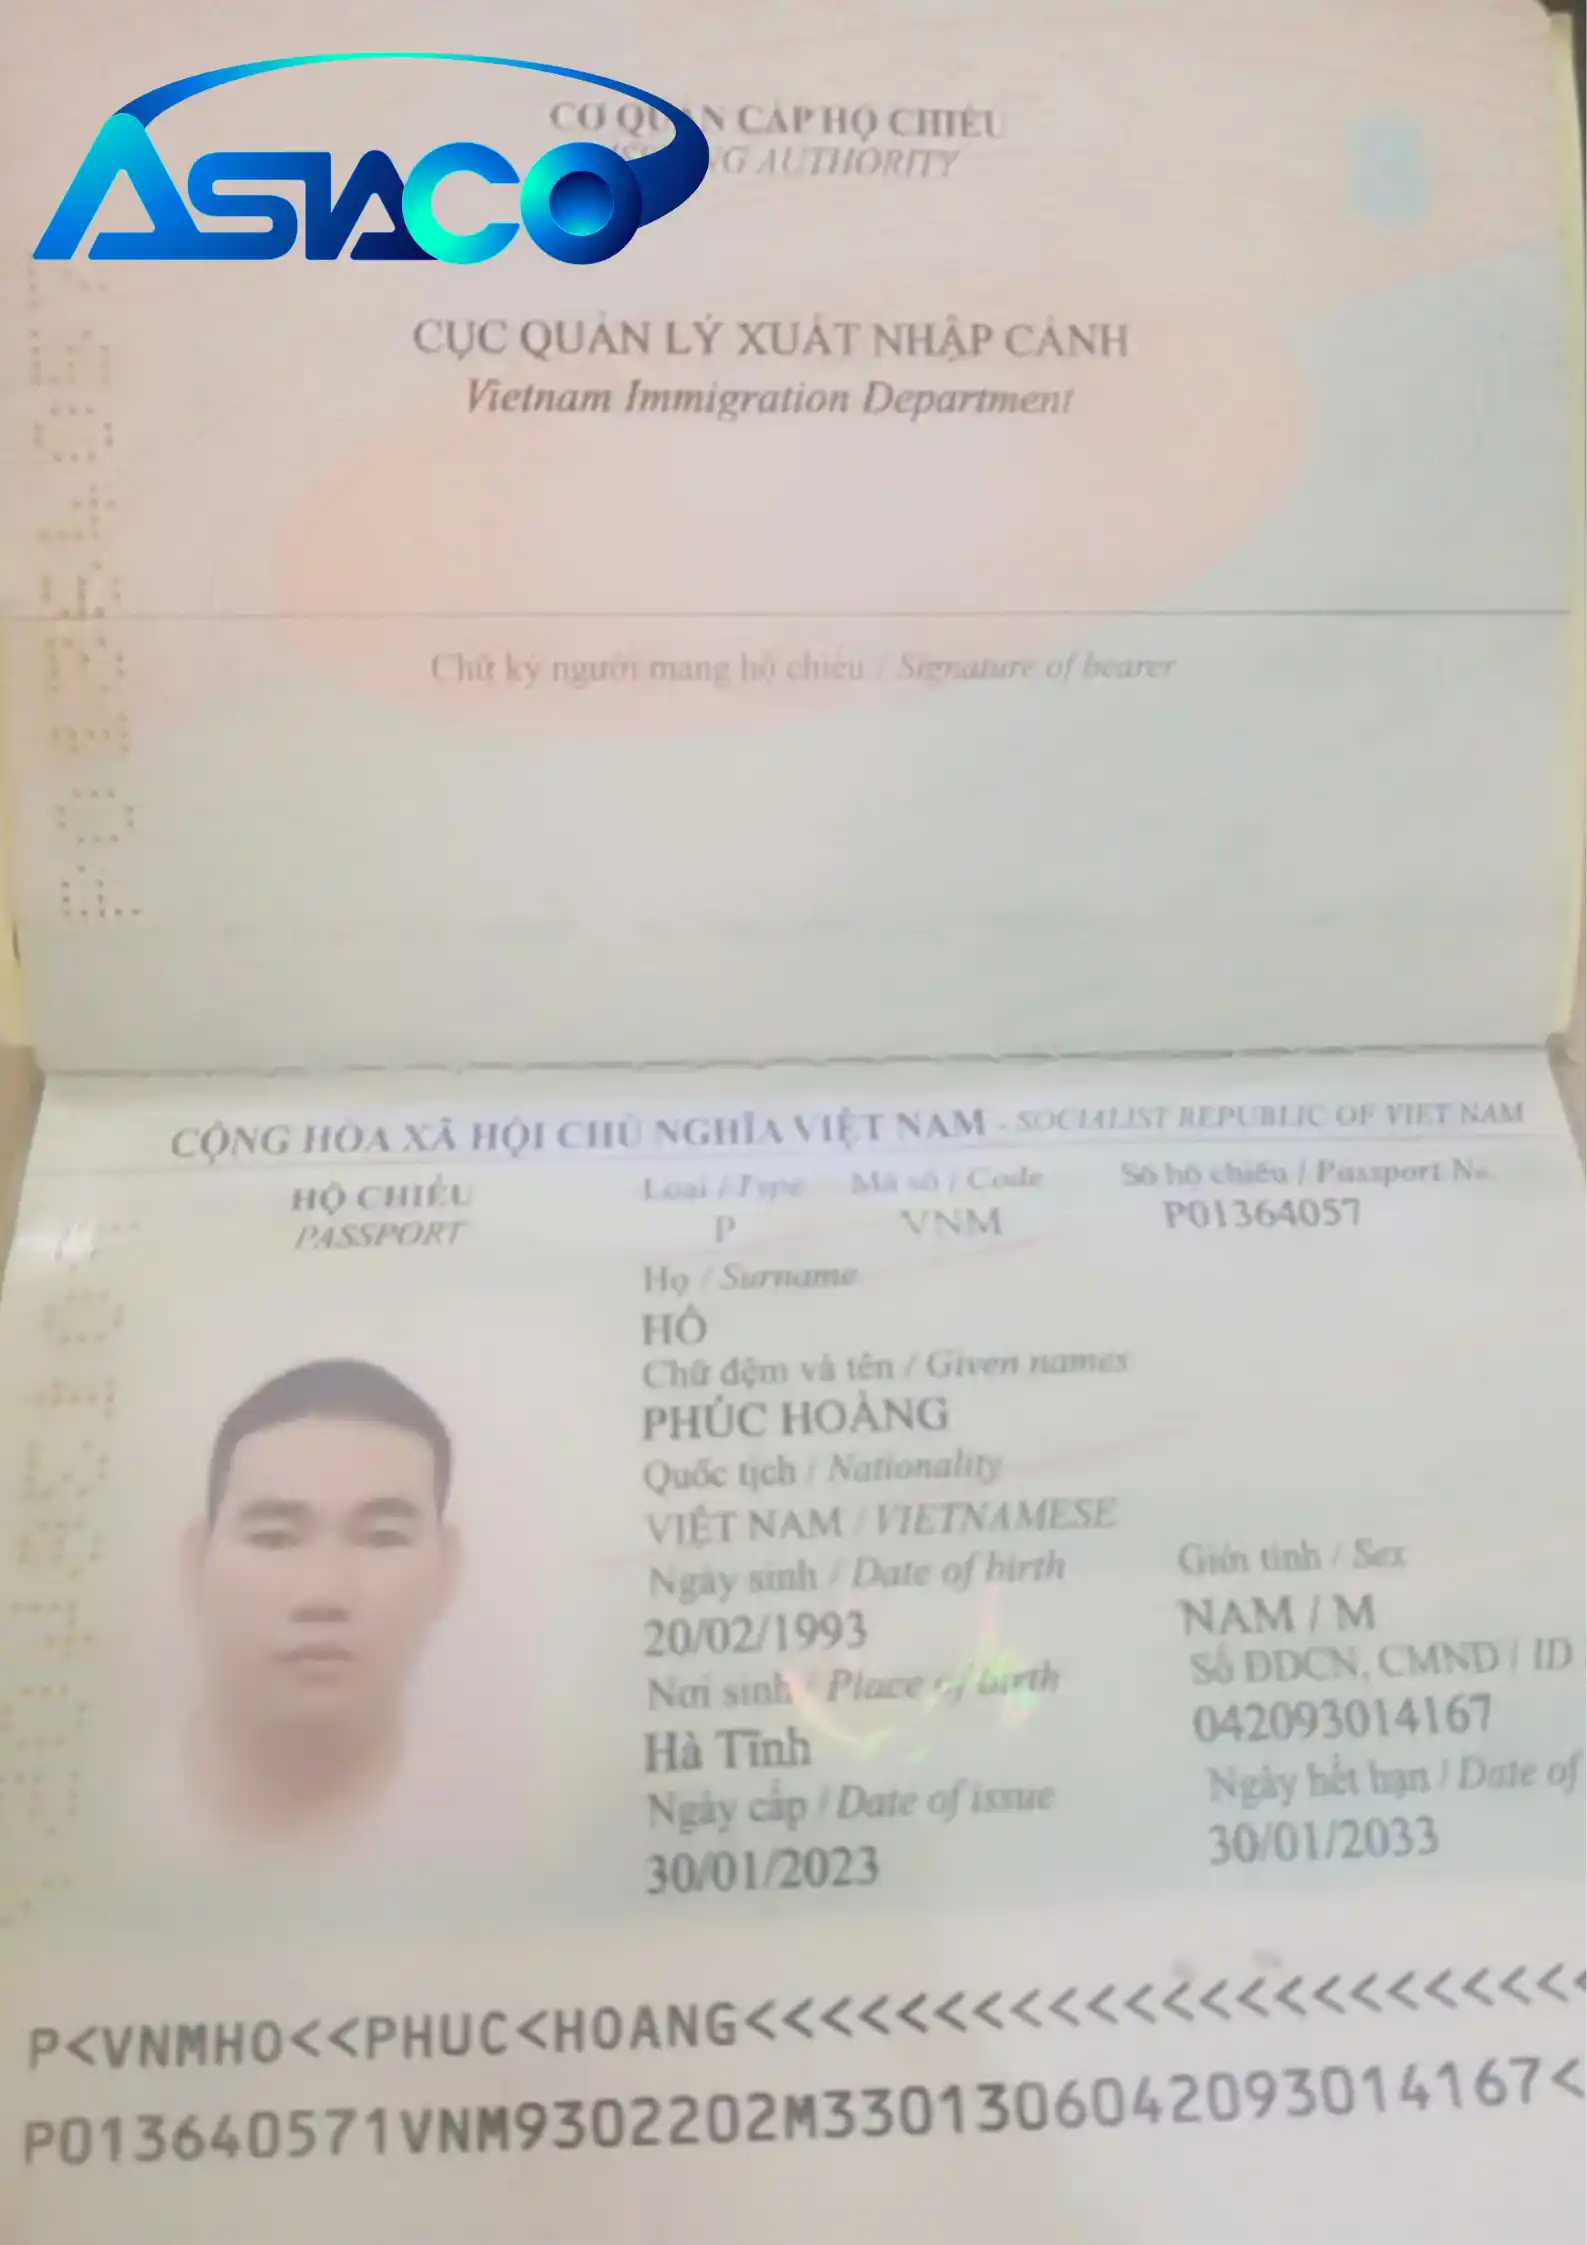 ASIACO
CƠ QUAN CẤP HỘ CHIẾU
ISSUING AUTHORITY
CỤC QUẢN LÝ XUẤT NHẬP CẢNH
Vietnam Immigration Department
Chữ ký người mang hộ chiếu / Signature of bearer
CỘNG HÒA XÃ HỘI CHỦ NGHĨA VIỆT NAM - SOCIALIST REPUBLIC OF VIET NAM
HỘ CHIẾU
PASSPORT
Loại / Type Mã số / Code Số hộ chiếu / Passport No.
P VNM P01364057
Họ / Surname
HỒ
Chữ đệm và tên / Given names
PHÚC HOÀNG
Quốc tịch / Nationality
VIỆT NAM / VIETNAMESE
Ngày sinh / Date of birth Giới tính / Sex
20/02/1993 NAM / M
Nơi sinh / Place of birth Số ĐDCN, CMND / ID
Hà Tĩnh 042093014167
Ngày cấp / Date of issue Ngày hết hạn / Date of
30/01/2023 30/01/2033
P<VNMHO<<PHUC<HOANG<<<<<<<<<<<<<<<<<<<<<<<
P013640571VNM9302202M3301306042093014167<